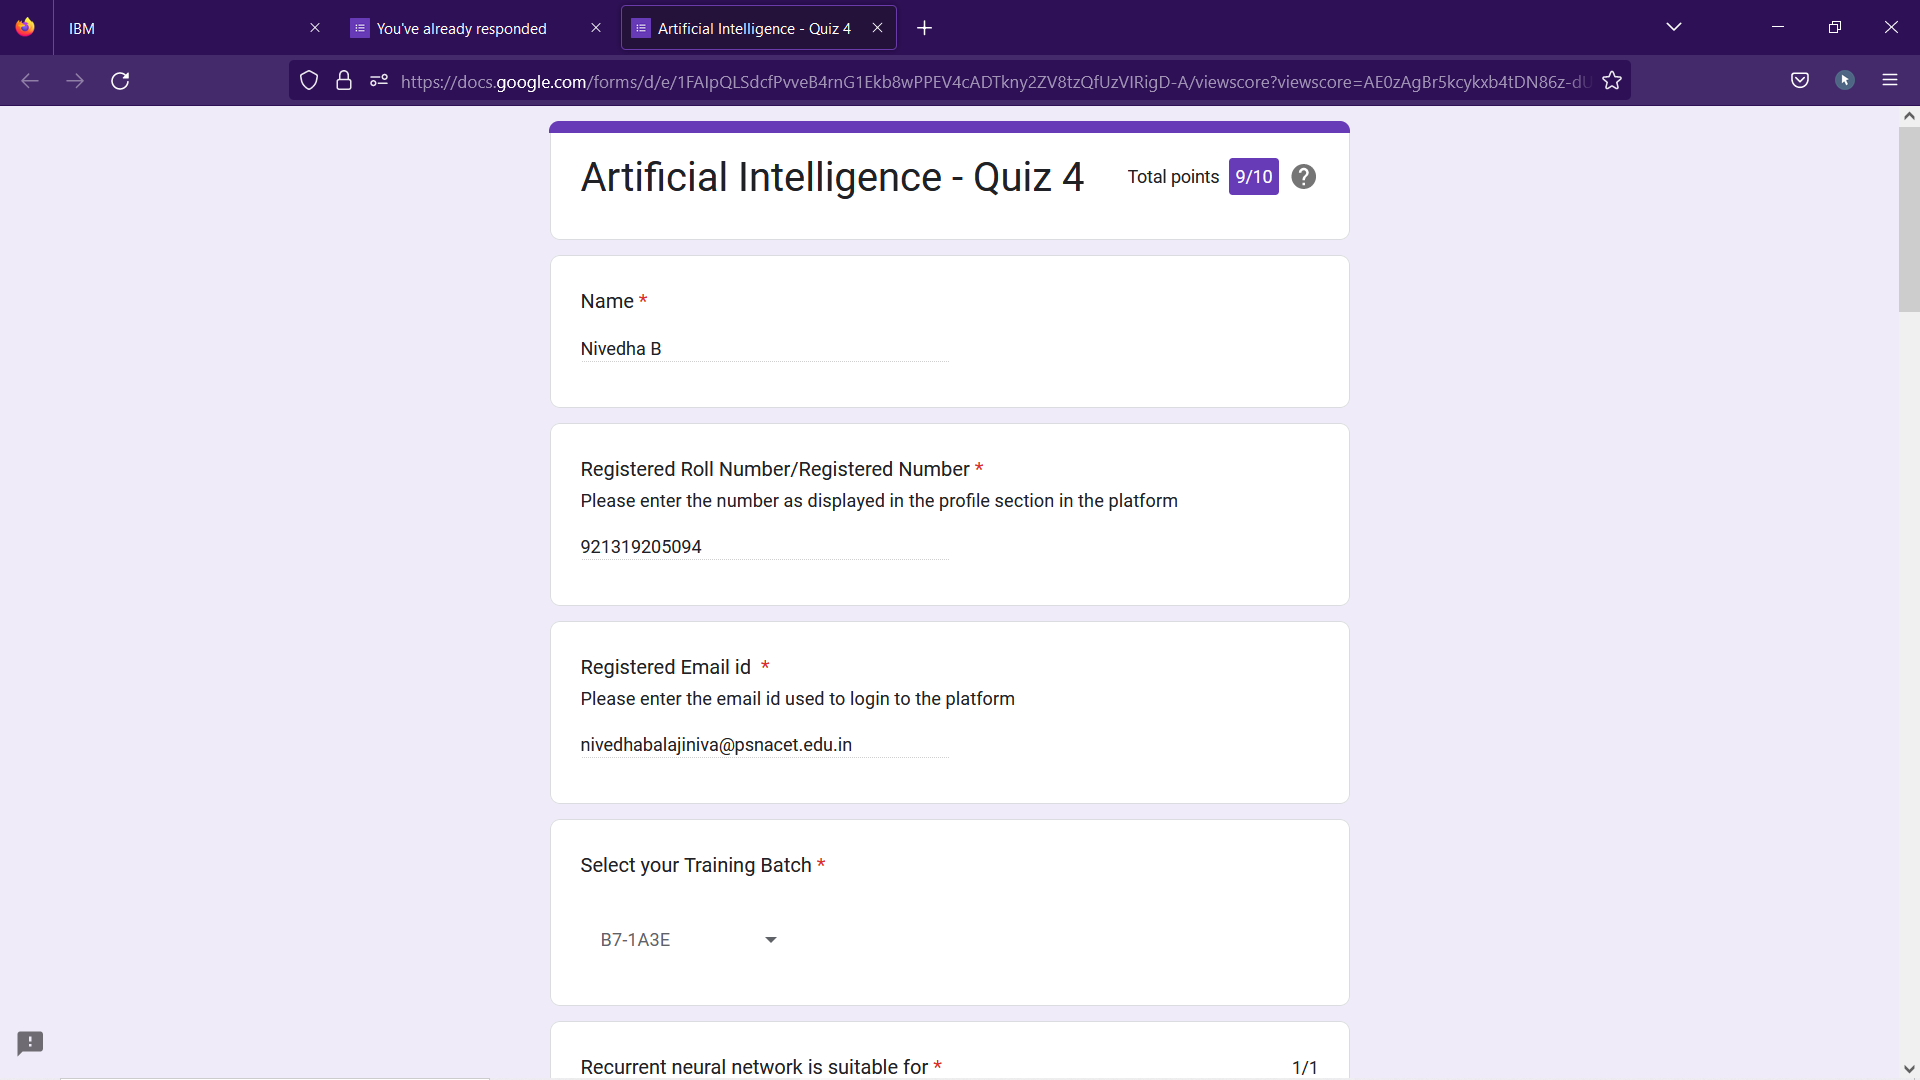 IBM
You've already responded
Artificial Intelligence - Quiz 4
https://docs.google.com/forms/d/e/1FAIpQLSdcfPvveB4rnG1Ekb8wPPEV4cADTkny2ZV8tzQfUzVIRigD-A/viewscore?viewscore=AE0zAgBr5kcykxb4tDN86z-dU
Artificial Intelligence - Quiz 4
Total points 9/10
Name *
Nivedha B
Registered Roll Number/Registered Number *
Please enter the number as displayed in the profile section in the platform
921319205094
Registered Email id *
Please enter the email id used to login to the platform
nivedhabalajiniva@psnacet.edu.in
Select your Training Batch *
B7-1A3E
Recurrent neural network is suitable for *
1/1